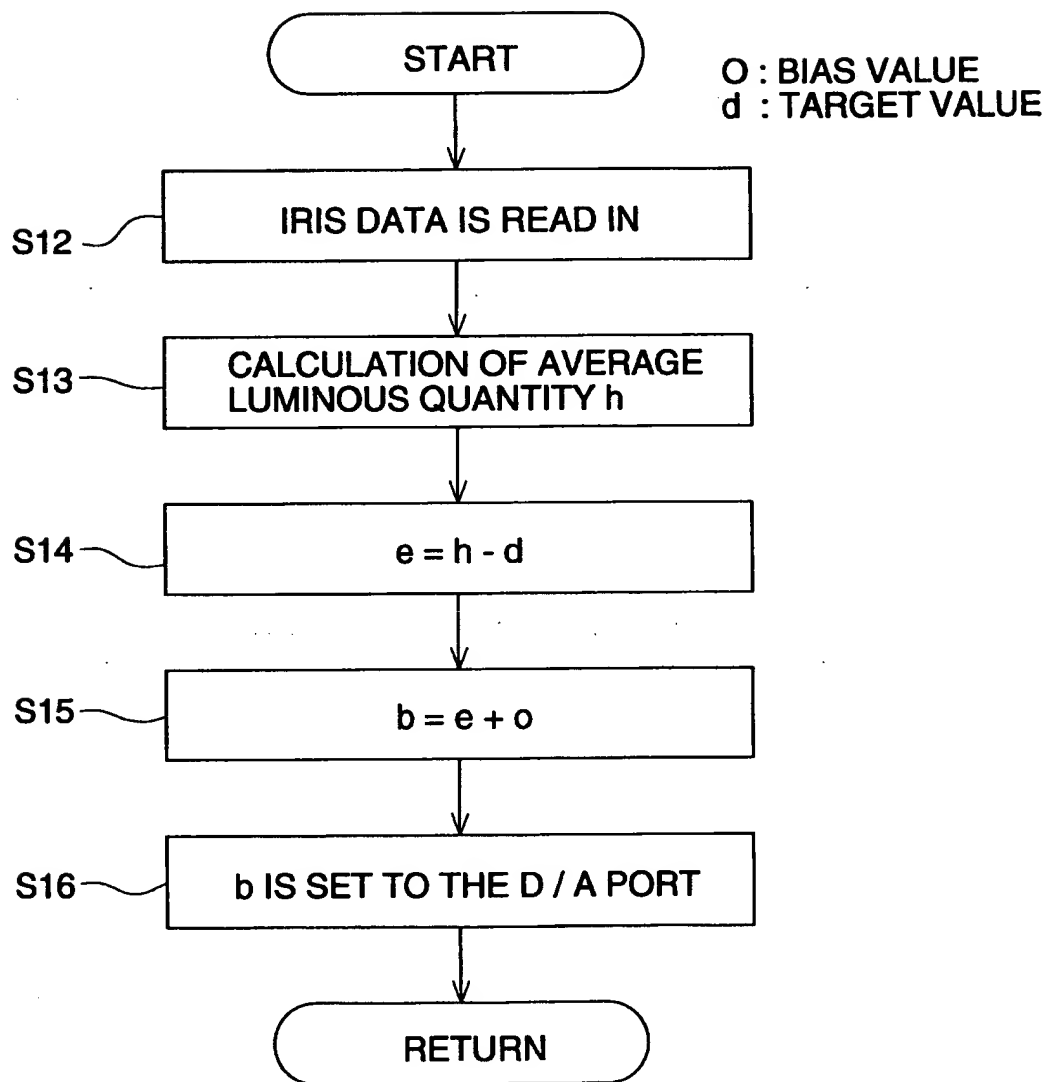 START
O : BIAS VALUE
d : TARGET VALUE
S12
IRIS DATA IS READ IN
S13
CALCULATION OF AVERAGE
LUMINOUS QUANTITY h
S14
e = h - d
S15
b = e + o
S16
b IS SET TO THE D / A PORT
RETURN